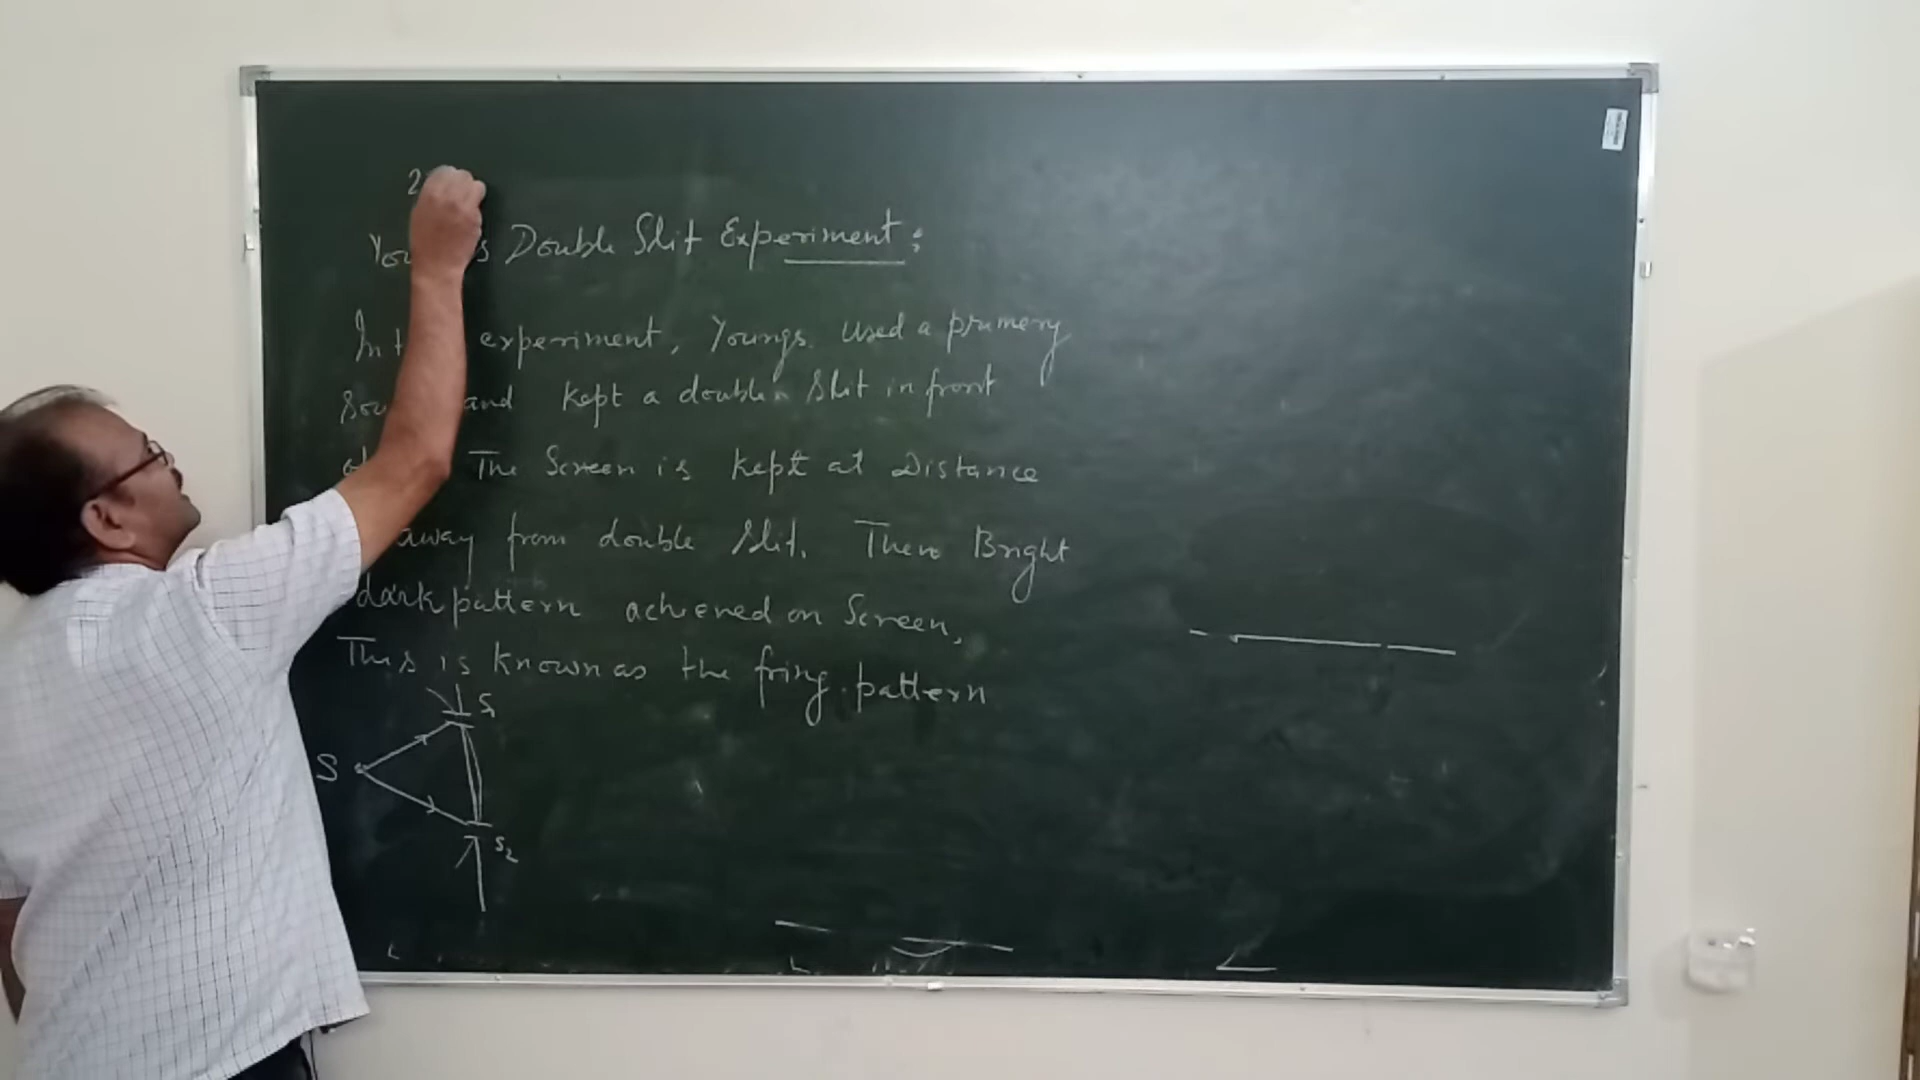 2
Double Slit Experiment:
experiment, Youngs used a primery
and kept a double slit in front
The Screen is kept at Distance
away from double slit. Then Bright
dark pattern achieved on Screen,
This is known as the fring pattern
S1
S
S2